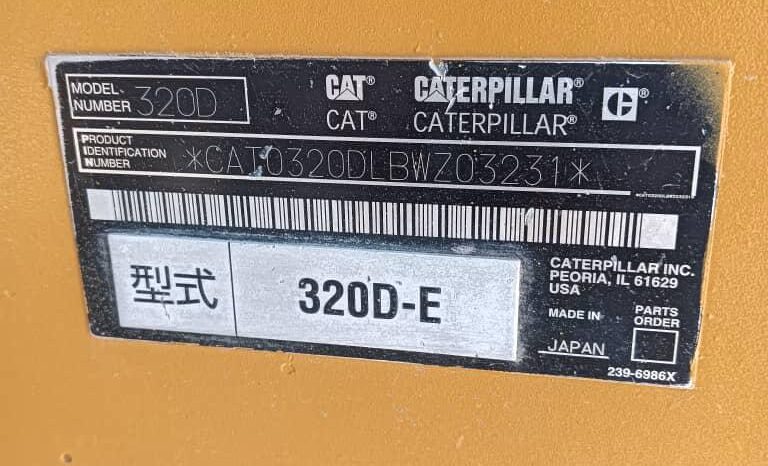 MODEL NUMBER 320D
CAT® CATERPILLAR® C®
CAT® CATERPILLAR®
PRODUCT IDENTIFICATION NUMBER *CAT0320DLBWZ03231*
型式 320D-E
CATERPILLAR INC.
PEORIA, IL 61629
USA
MADE IN JAPAN
PARTS ORDER
239-6986X